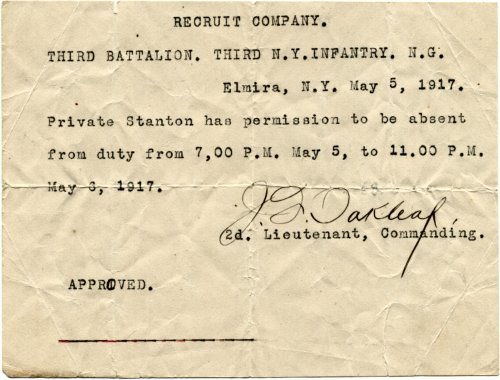 RECRUIT COMPANY.
THIRD BATTALION. THIRD N.Y.INFANTRY. N.G.
Elmira, N.Y. May 5, 1917.
Private Stanton has permission to be absent
from duty from 7,00 P.M. May 5, to 11.00 P.M.
May 6, 1917.
J. G. Oakleaf,
2d. Lieutenant, Commanding.
APPROVED.